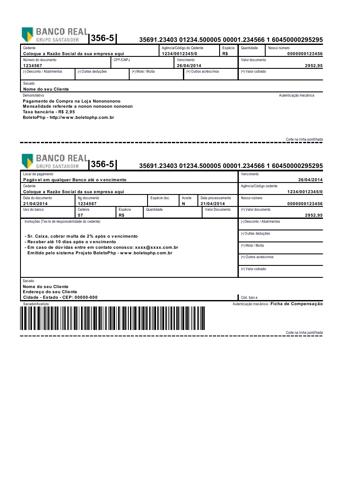 BANCO REAL
GRUPO SANTANDER
356-5
35691.23403 01234.500005 00001.234566 1 60450000295295
Cedente Agência/Código do Cedente Espécie Quantidade Nosso número
Coloque a Razão Social da sua empresa aqui 1234/0012345/0 R$ 0000000123456
Número do documento CPF/CNPJ Vencimento Valor documento
1234567 26/04/2014 2952,95
(-) Desconto / Abatimentos (-) Outras deduções (+) Mora / Multa (+) Outros acréscimos (=) Valor cobrado
Sacado
Nome do seu Cliente
Demonstrativo Autenticação mecânica
Pagamento de Compra na Loja Nonononono
Mensalidade referente a nonon nonooon nononon
Taxa bancária - R$ 2,95
BoletoPhp - http://www.boletophp.com.br
Corte na linha pontilhada
BANCO REAL
GRUPO SANTANDER
356-5
35691.23403 01234.500005 00001.234566 1 60450000295295
Local de pagamento Vencimento
Pagável em qualquer Banco até o vencimento 26/04/2014
Cedente Agência/Código cedente
Coloque a Razão Social da sua empresa aqui 1234/0012345/0
Data do documento No documento Espécie doc. Aceite Data processamento Nosso número
21/04/2014 1234567 N 21/04/2014 0000000123456
Uso do banco Carteira Espécie Quantidade Valor Documento (=) Valor documento
57 R$ 2952,95
Instruções (Texto de responsabilidade do cedente) (-) Desconto / Abatimentos
- Sr. Caixa, cobrar multa de 2% após o vencimento
(-) Outras deduções
- Receber até 10 dias após o vencimento
- Em caso de dúvidas entre em contato conosco: xxxx@xxxx.com.br
(+) Mora / Multa
Emitido pelo sistema Projeto BoletoPhp - www.boletophp.com.br
(+) Outros acréscimos
(=) Valor cobrado
Sacado
Nome do seu Cliente
Endereço do seu Cliente
Cidade - Estado - CEP: 00000-000 Cód. baixa
Sacador/Avalista Autenticação mecânica - Ficha de Compensação
Corte na linha pontilhada